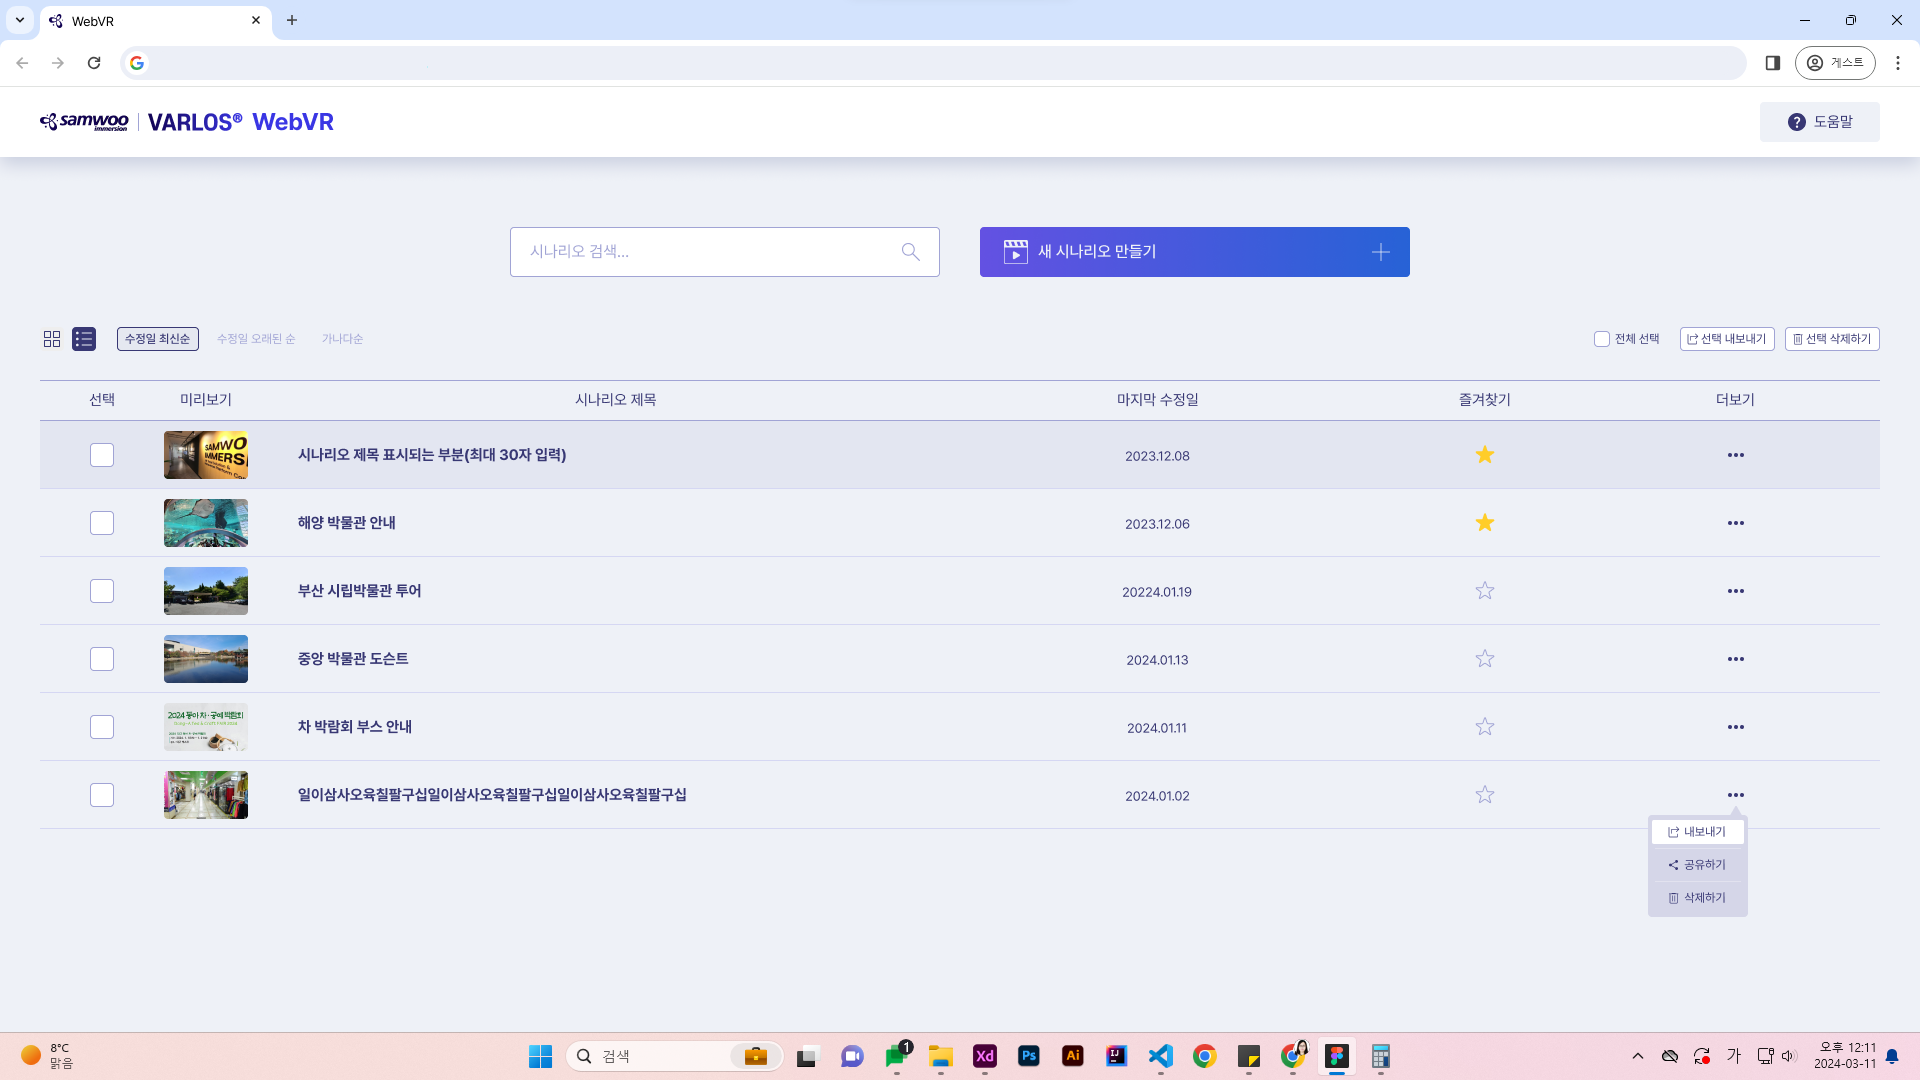 WebVR
게스트
samwoo immersion VARLOS® WebVR
도움말
시나리오 검색...
새 시나리오 만들기
수정일 최신순 수정일 오래된 순 가나다순
전체 선택 선택 내보내기 선택 삭제하기
선택 미리보기 시나리오 제목 마지막 수정일 즐겨찾기 더보기
SAMWO
IMMERSI
시나리오 제목 표시되는 부분(최대 30자 입력) 2023.12.08
해양 박물관 안내 2023.12.06
부산 시립박물관 투어 20224.01.19
중앙 박물관 도슨트 2024.01.13
2024 동아 차·공예 박람회
차 박람회 부스 안내 2024.01.11
일이삼사오육칠팔구십일이삼사오육칠팔구십일이삼사오육칠팔구십 2024.01.02
내보내기
공유하기
삭제하기
8°C
맑음
검색
1
Xd
Ps
Ai
IJ
가
오후 12:11
2024-03-11